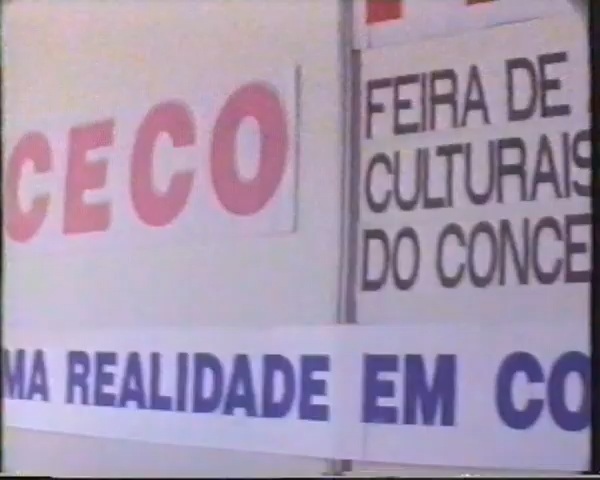 CECO
FEIRA DE
CULTURAIS
DO CONCE
MA REALIDADE EM CO